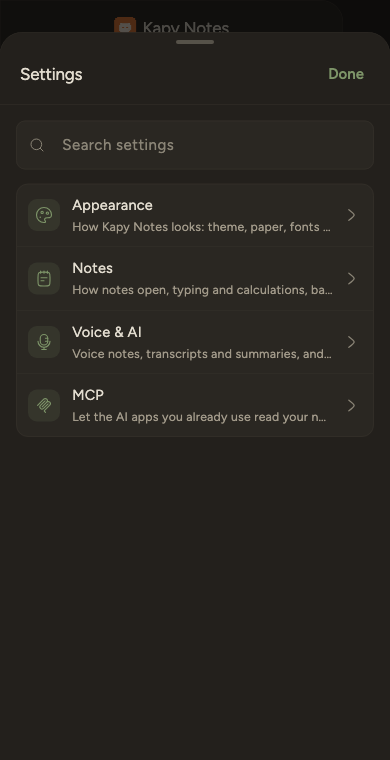 Kapy Notes
Settings
Done
Search settings
Appearance
How Kapy Notes looks: theme, paper, fonts ...
Notes
How notes open, typing and calculations, ba...
Voice & AI
Voice notes, transcripts and summaries, and...
MCP
Let the AI apps you already use read your n...